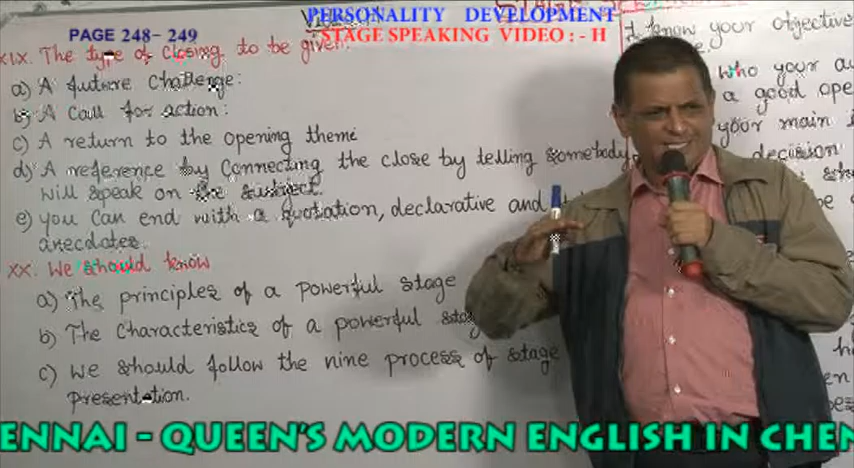 PERSONALITY DEVELOPMENT
STAGE SPEAKING VIDEO : - H
PAGE 248- 249
XIX. The type of closing to be given:
a) A future challenge:
b) A call for action:
c) A return to the opening theme
d) A reference by Connecting the close by telling somebody
will speak on the subject.
e) you can end with a quotation, declarative and
anecdotes.
XX. We should know
a) The principles of a powerful stage
b) The characteristics of a powerful
c) We should follow the nine process of stage
presentation.
know your objective
who your
a good
your main
decision
ENNAI - QUEEN'S MODERN ENGLISH IN CHEN